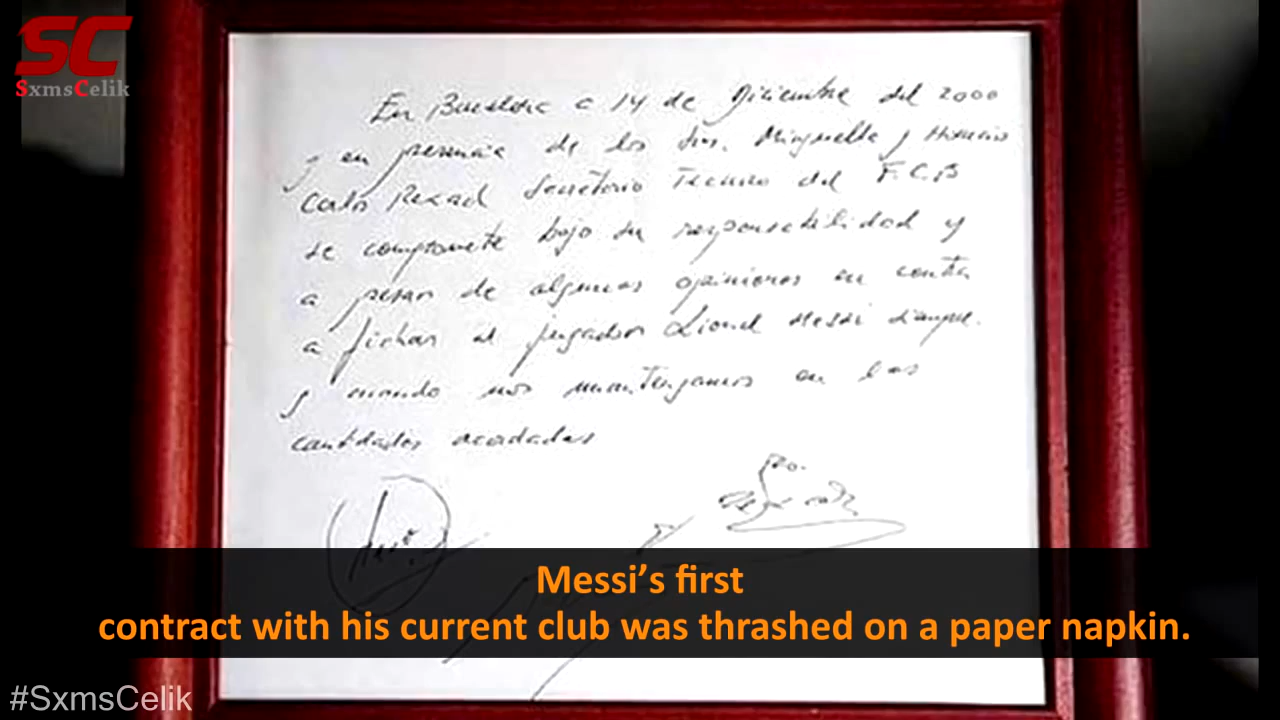 SC
SxmsCelik
En Barcelona a 14 de Diciembre del 2000
y en presencia de los Srs. Minguella y Horacio
Carlos Rexach Secretario Tecnico del F.C.B
se compromete bajo su responsabilidad y
a pesar de algunas opiniones en contra
a fichar al jugador Lionel Messi siempre.
y cuando nos mantengamos en las
cantidades acordadas
Messi's first
contract with his current club was thrashed on a paper napkin.
#SxmsCelik